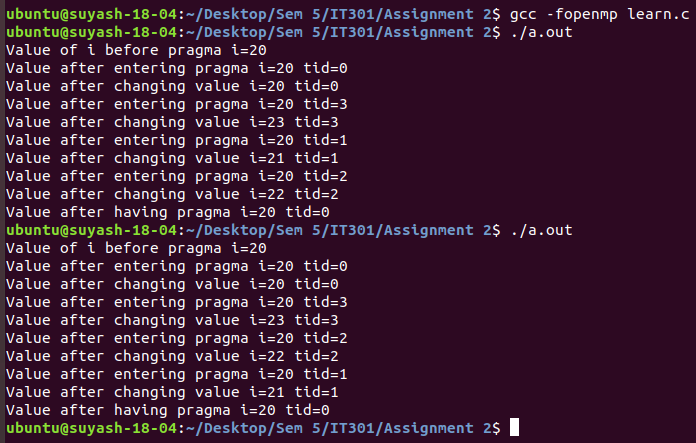 ubuntu@suyash-18-04:~/Desktop/Sem 5/IT301/Assignment 2$ gcc -fopenmp learn.c
ubuntu@suyash-18-04:~/Desktop/Sem 5/IT301/Assignment 2$ ./a.out
Value of i before pragma i=20
Value after entering pragma i=20 tid=0
Value after changing value i=20 tid=0
Value after entering pragma i=20 tid=3
Value after changing value i=23 tid=3
Value after entering pragma i=20 tid=1
Value after changing value i=21 tid=1
Value after entering pragma i=20 tid=2
Value after changing value i=22 tid=2
Value after having pragma i=20 tid=0
ubuntu@suyash-18-04:~/Desktop/Sem 5/IT301/Assignment 2$ ./a.out
Value of i before pragma i=20
Value after entering pragma i=20 tid=0
Value after changing value i=20 tid=0
Value after entering pragma i=20 tid=3
Value after changing value i=23 tid=3
Value after entering pragma i=20 tid=2
Value after changing value i=22 tid=2
Value after entering pragma i=20 tid=1
Value after changing value i=21 tid=1
Value after having pragma i=20 tid=0
ubuntu@suyash-18-04:~/Desktop/Sem 5/IT301/Assignment 2$